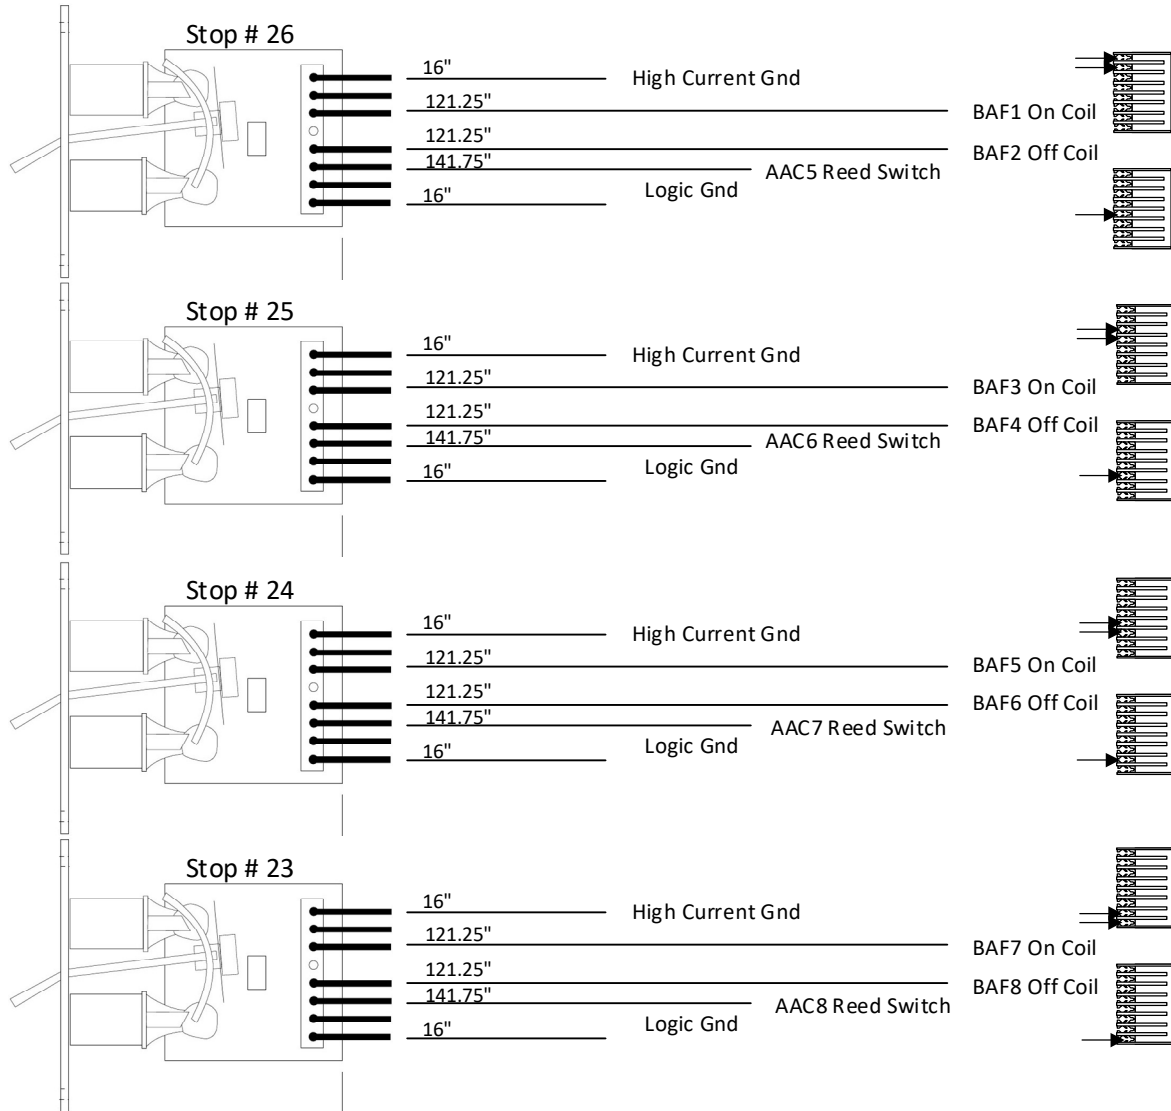 Stop # 26
16"
High Current Gnd
121.25"
BAF1 On Coil
121.25"
BAF2 Off Coil
141.75"
AAC5 Reed Switch
16"
Logic Gnd
Stop # 25
16"
High Current Gnd
121.25"
BAF3 On Coil
121.25"
BAF4 Off Coil
141.75"
AAC6 Reed Switch
16"
Logic Gnd
Stop # 24
16"
High Current Gnd
121.25"
BAF5 On Coil
121.25"
BAF6 Off Coil
141.75"
AAC7 Reed Switch
16"
Logic Gnd
Stop # 23
16"
High Current Gnd
121.25"
BAF7 On Coil
121.25"
BAF8 Off Coil
141.75"
AAC8 Reed Switch
16"
Logic Gnd